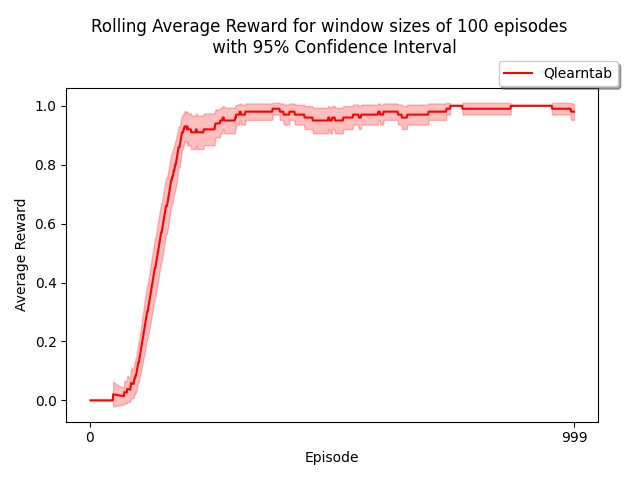 Rolling Average Reward for window sizes of 100 episodes
with 95% Confidence Interval
Qlearntab
1.0
0.8
0.6
0.4
0.2
0.0
Average Reward
0
999
Episode